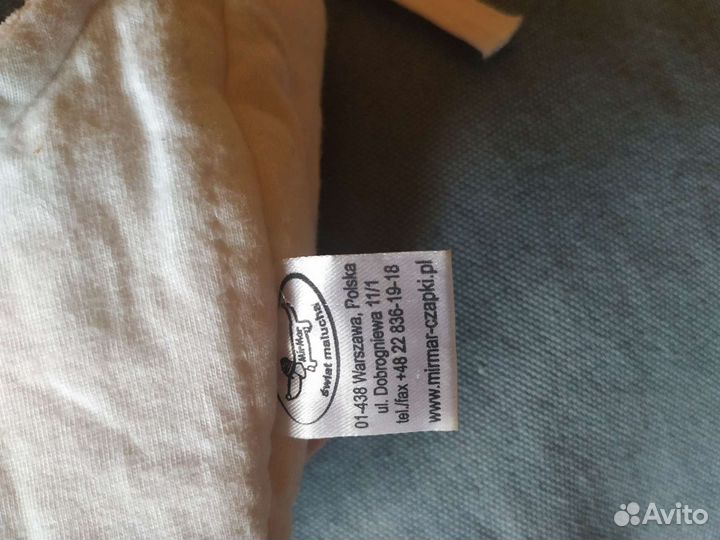 MirMar
świat malucha
01-438 Warszawa, Polska
ul. Dobrogniewa 11/1
tel./fax +48 22 836-19-18
www.mirmar-czapki.pl
Avito